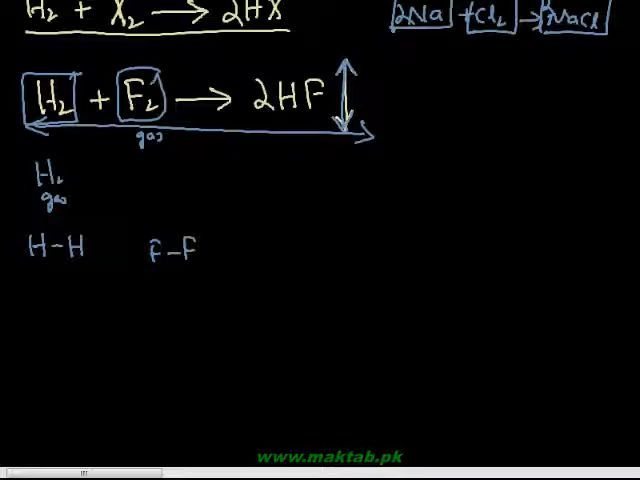 H₂ + X₂ → 2HX
2Na + Cl₂ → 2NaCl
H₂ + F₂ → 2HF
gas
H₂
gas
H–H F–F
www.maktab.pk